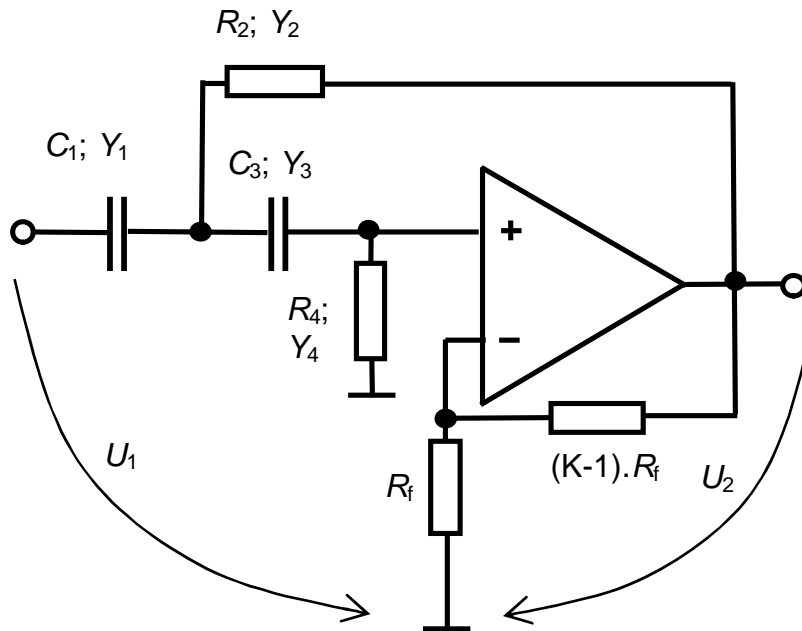 R2; Y2
C1; Y1
C3; Y3
+
R4;
Y4
−
U1
Rf
(K-1).Rf
U2